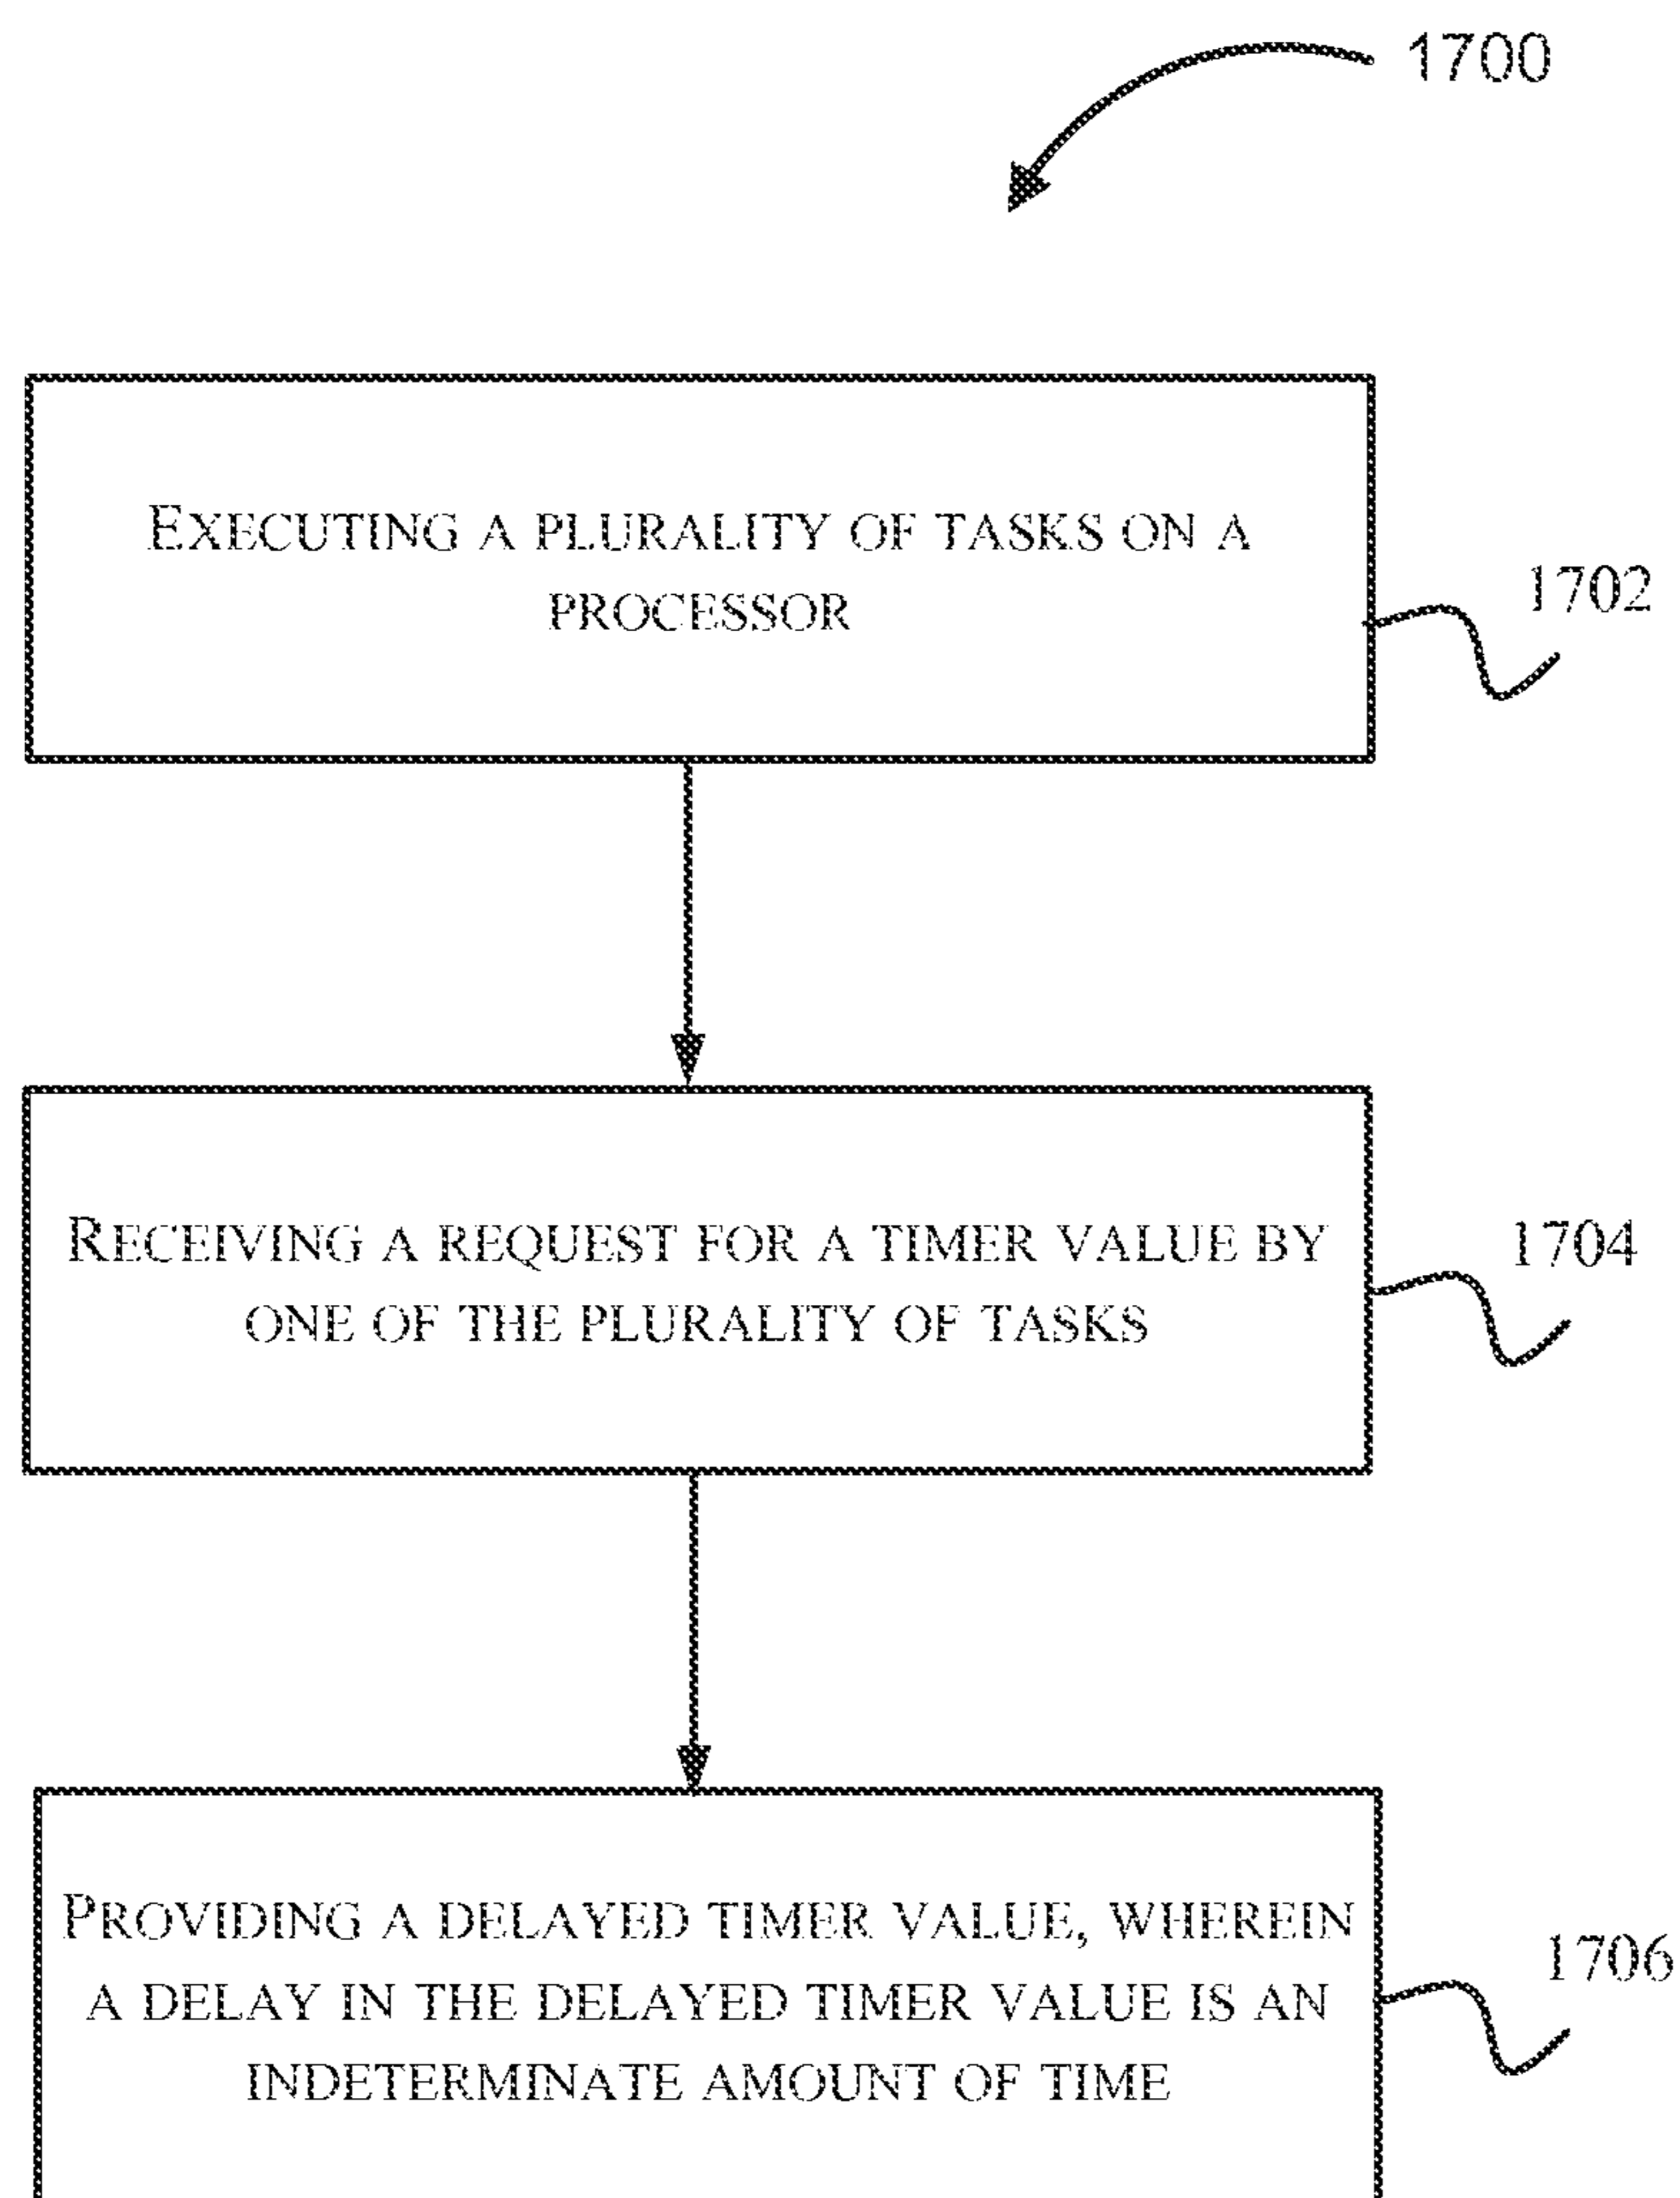 1700
EXECUTING A PLURALITY OF TASKS ON A
PROCESSOR
1702
RECEIVING A REQUEST FOR A TIMER VALUE BY
ONE OF THE PLURALITY OF TASKS
1704
PROVIDING A DELAYED TIMER VALUE, WHEREIN
A DELAY IN THE DELAYED TIMER VALUE IS AN
INDETERMINATE AMOUNT OF TIME
1706